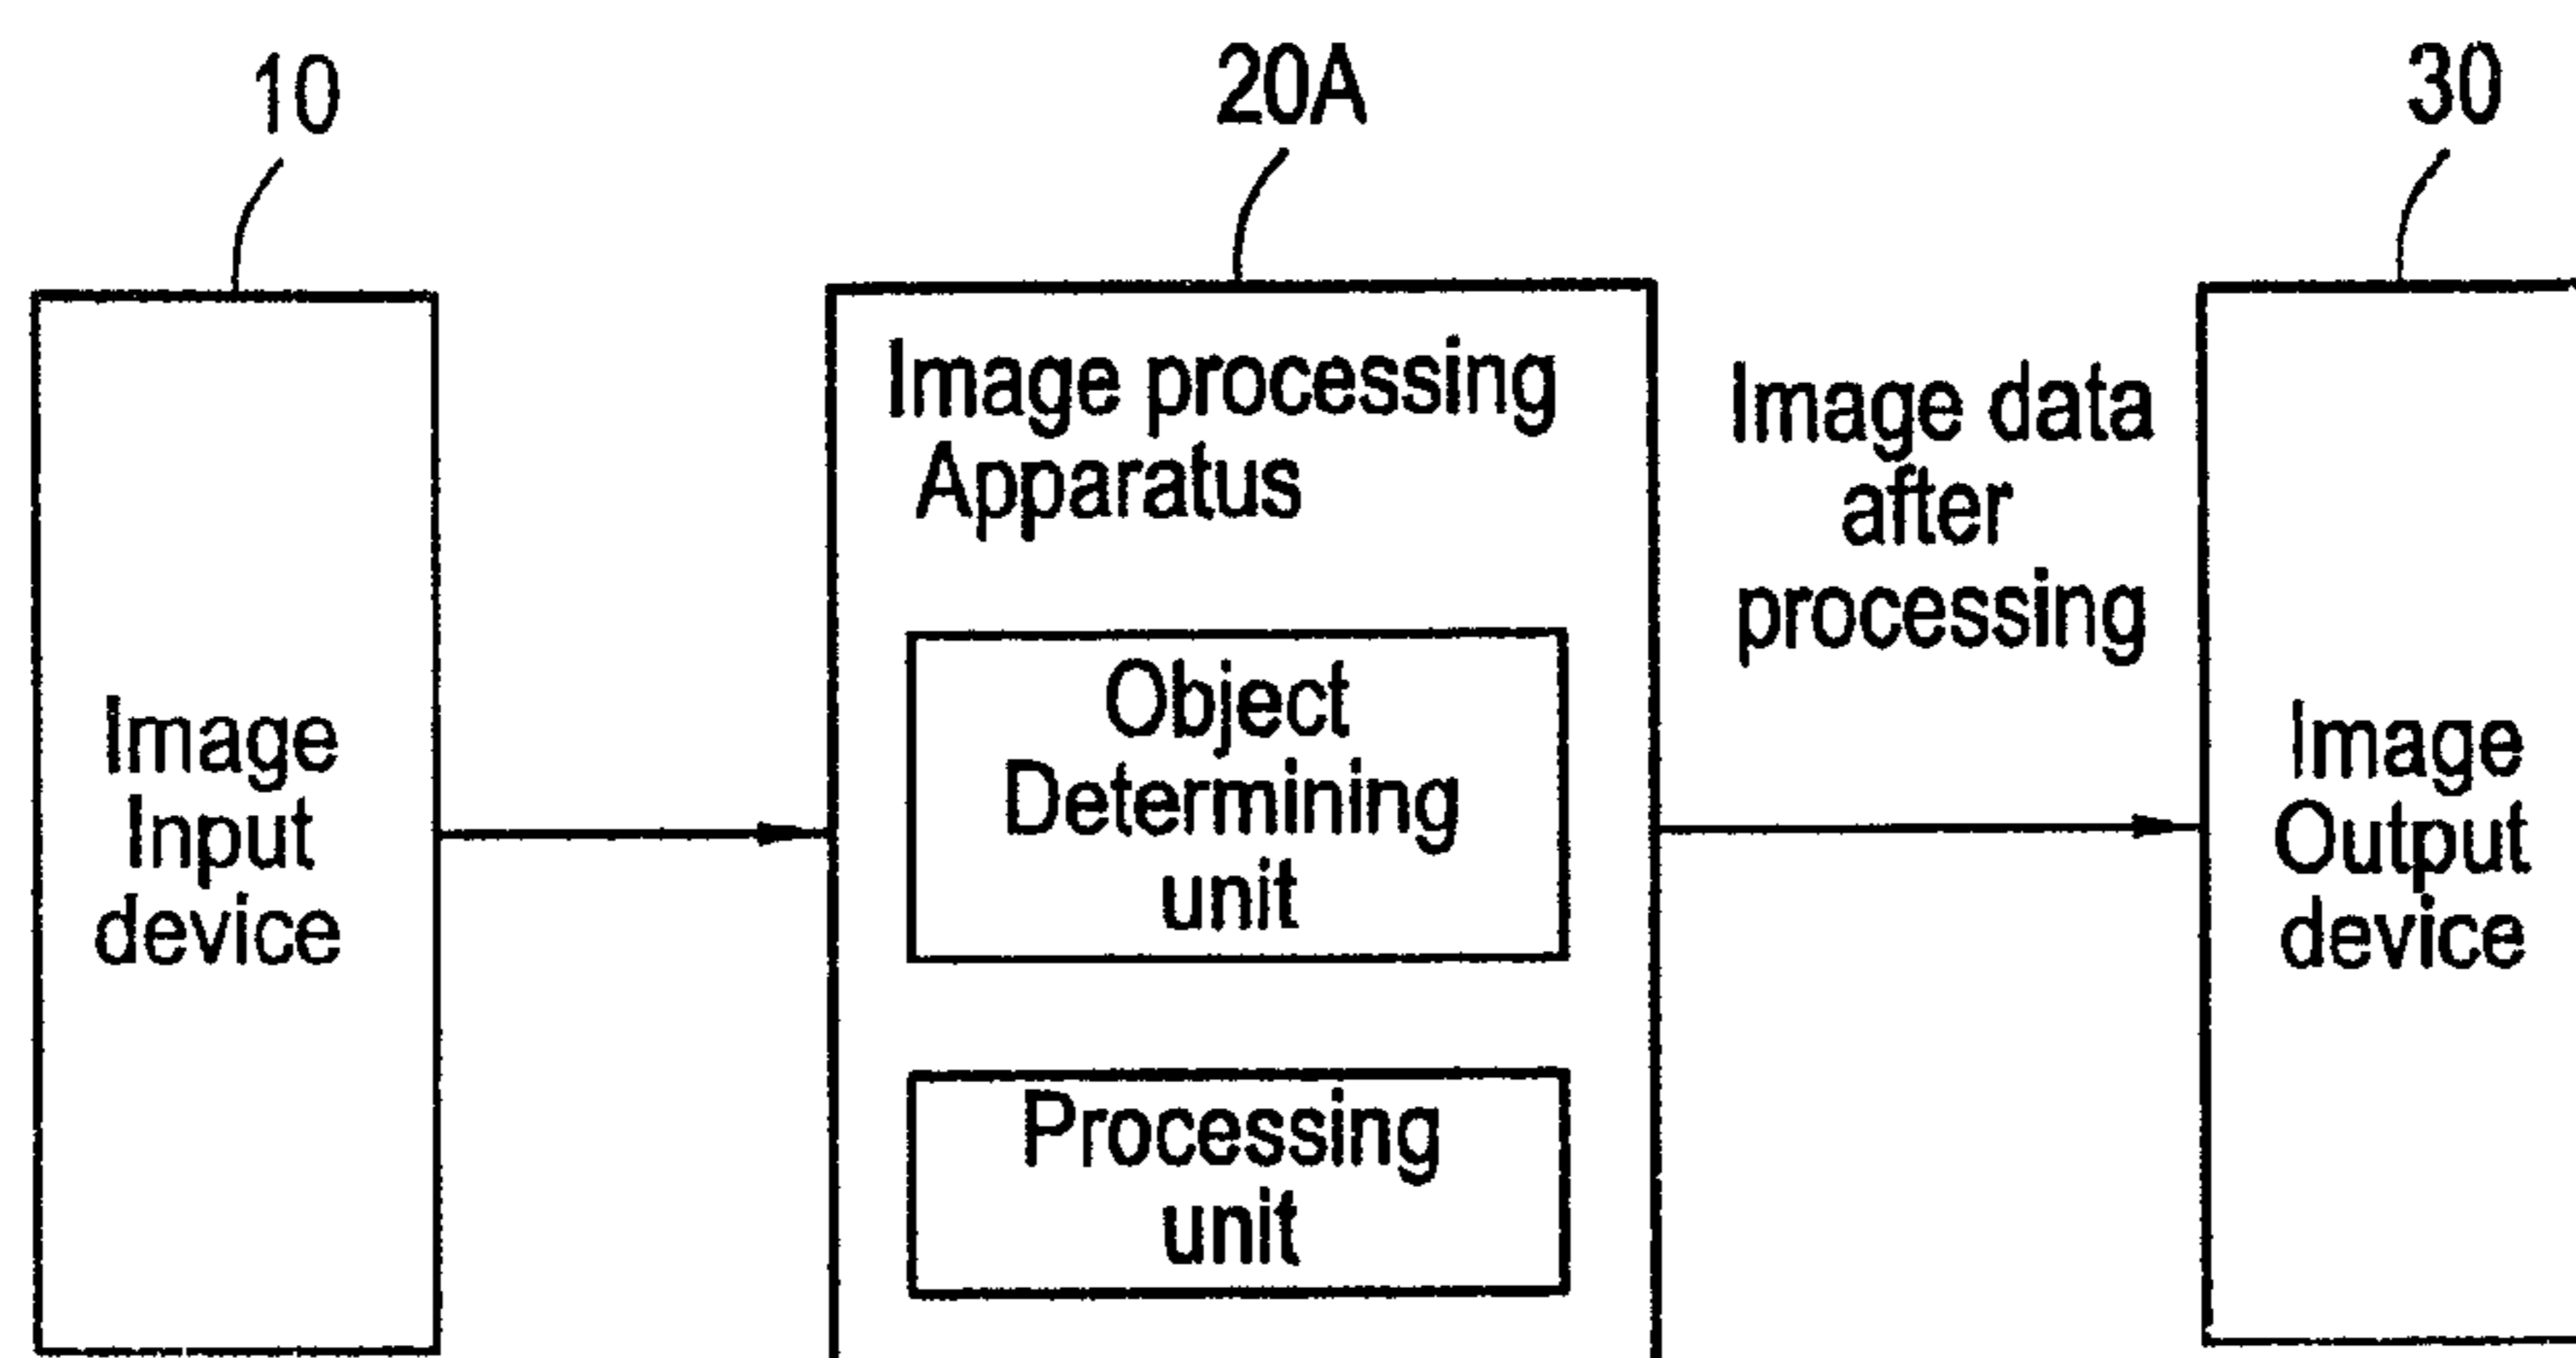 10
20A
30
Image
Input
device
Image processing
Apparatus
Object
Determining
unit
Processing
unit
Image data
after
processing
Image
Output
device